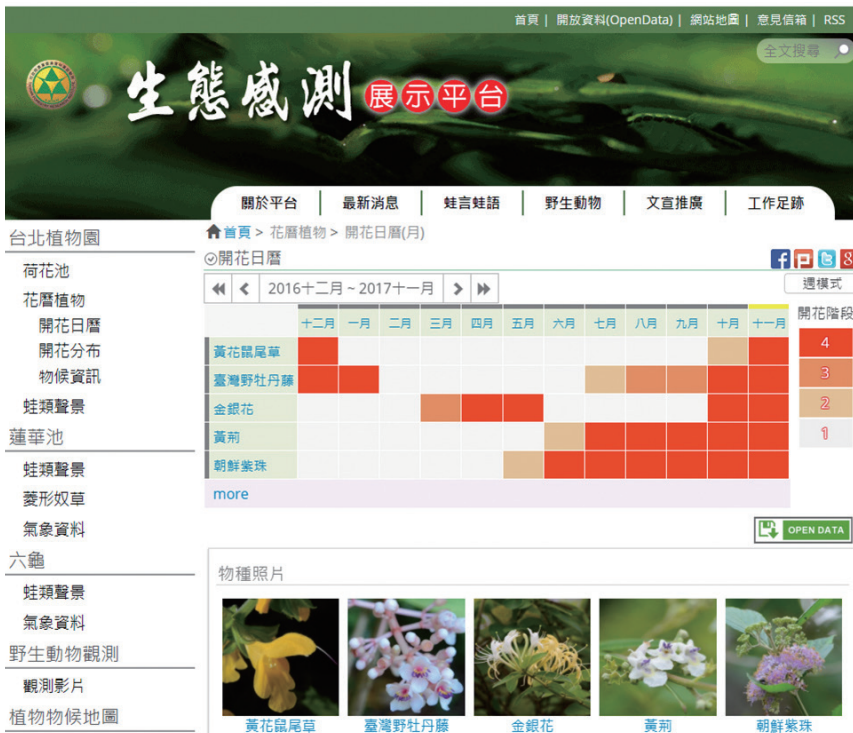 首頁 | 開放資料(OpenData) | 網站地圖 | 意見信箱 | RSS
全文搜尋
生態感測展示平台
關於平台 | 最新消息 | 蛙言蛙語 | 野生動物 | 文宣推廣 | 工作足跡
台北植物園
荷花池
花曆植物
開花日曆
開花分布
物候資訊
蛙類聲景
蓮華池
蛙類聲景
菱形奴草
氣象資料
六龜
蛙類聲景
氣象資料
野生動物觀測
觀測影片
植物物候地圖
首頁 > 花曆植物 > 開花日曆(月)
開花日曆
2016十二月 ~ 2017十一月
週模式
十二月 一月 二月 三月 四月 五月 六月 七月 八月 九月 十月 十一月
黃花鼠尾草
臺灣野牡丹藤
金銀花
黃荊
朝鮮紫珠
more
開花階段
4
3
2
1
OPEN DATA
物種照片
黃花鼠尾草 臺灣野牡丹藤 金銀花 黃荊 朝鮮紫珠